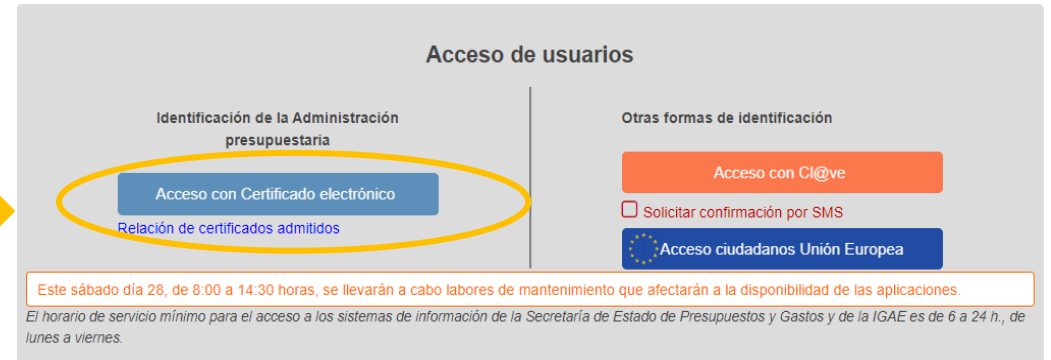 Acceso de usuarios
Identificación de la Administración
presupuestaria
Acceso con Certificado electrónico
Relación de certificados admitidos
Otras formas de identificación
Acceso con Cl@ve
Solicitar confirmación por SMS
Acceso ciudadanos Unión Europea
Este sábado día 28, de 8:00 a 14:30 horas, se llevarán a cabo labores de mantenimiento que afectarán a la disponibilidad de las aplicaciones.
El horario de servicio mínimo para el acceso a los sistemas de información de la Secretaría de Estado de Presupuestos y Gastos y de la IGAE es de 6 a 24 h., de
lunes a viernes.